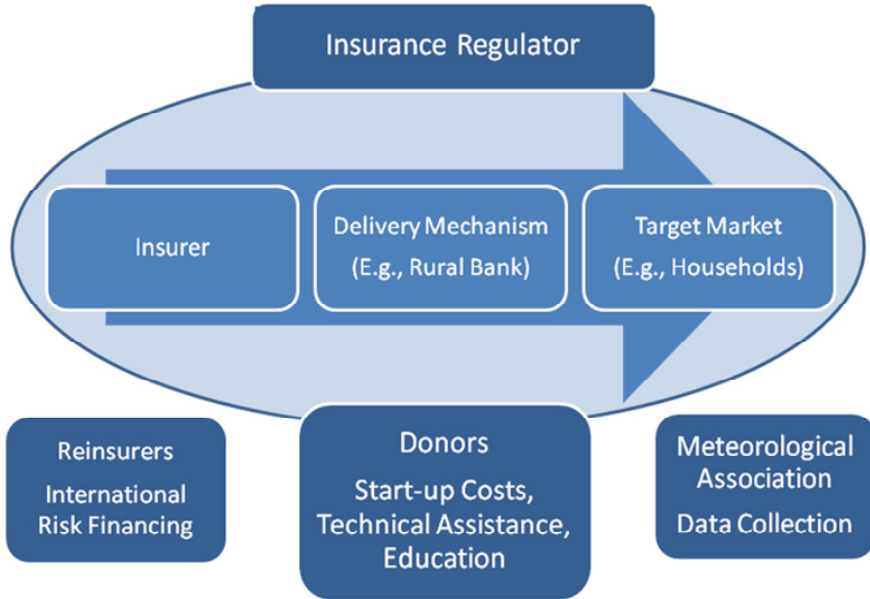 Insurance Regulator
Insurer
Delivery Mechanism
(E.g., Rural Bank)
Target Market
(E.g., Households)
Reinsurers
International
Risk Financing
Donors
Start-up Costs,
Technical Assistance,
Education
Meteorological
Association
Data Collection